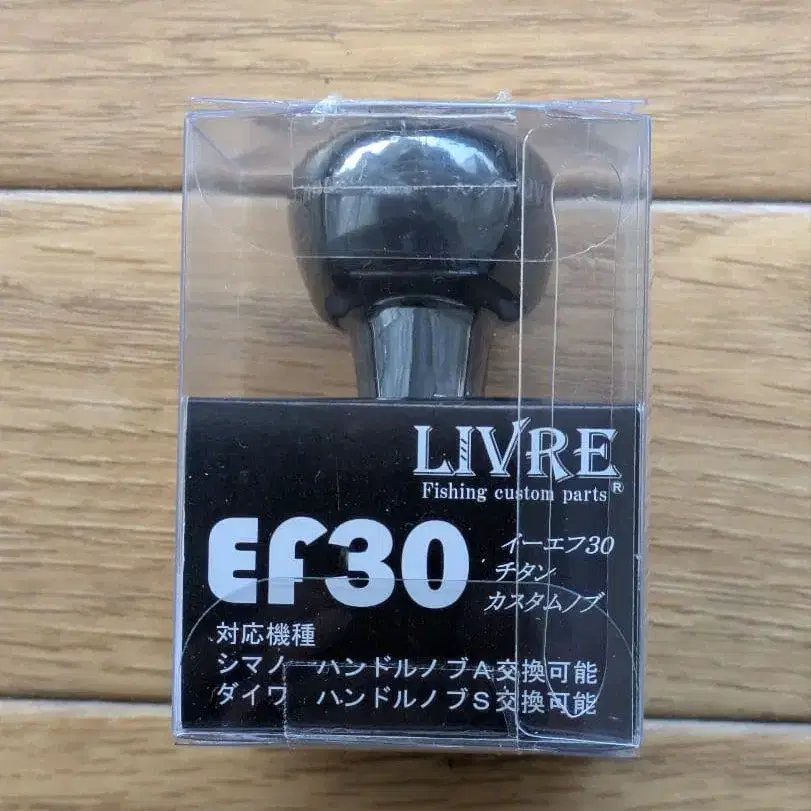 LIVRE
Fishing custom parts®
EF30
イーエフ30
チタン
カスタムノブ
対応機種
シマノ ハンドルノブA交換可能
ダイワ ハンドルノブS交換可能